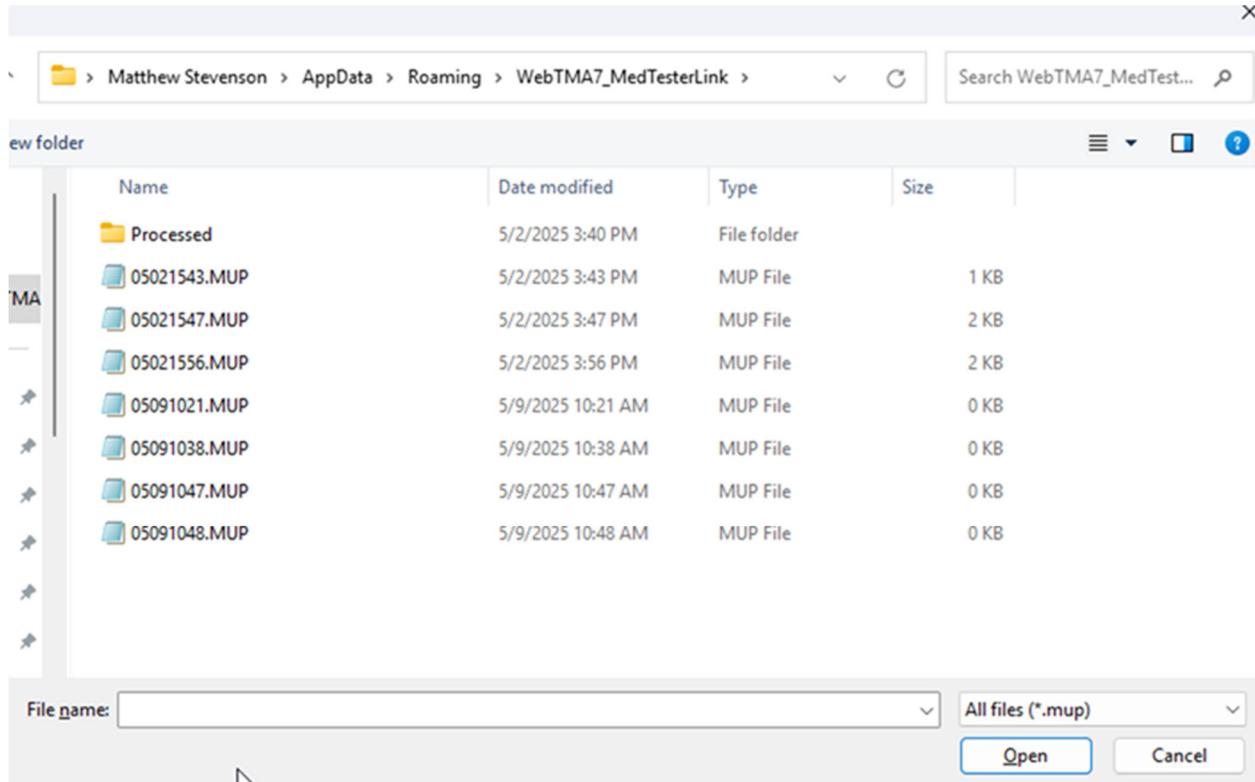 Matthew Stevenson > AppData > Roaming > WebTMA7_MedTesterLink >
Search WebTMA7_MedTest...
ew folder
Name Date modified Type Size
Processed 5/2/2025 3:40 PM File folder
05021543.MUP 5/2/2025 3:43 PM MUP File 1 KB
TMA
05021547.MUP 5/2/2025 3:47 PM MUP File 2 KB
05021556.MUP 5/2/2025 3:56 PM MUP File 2 KB
05091021.MUP 5/9/2025 10:21 AM MUP File 0 KB
05091038.MUP 5/9/2025 10:38 AM MUP File 0 KB
05091047.MUP 5/9/2025 10:47 AM MUP File 0 KB
05091048.MUP 5/9/2025 10:48 AM MUP File 0 KB
File name: All files (*.mup)
Open Cancel